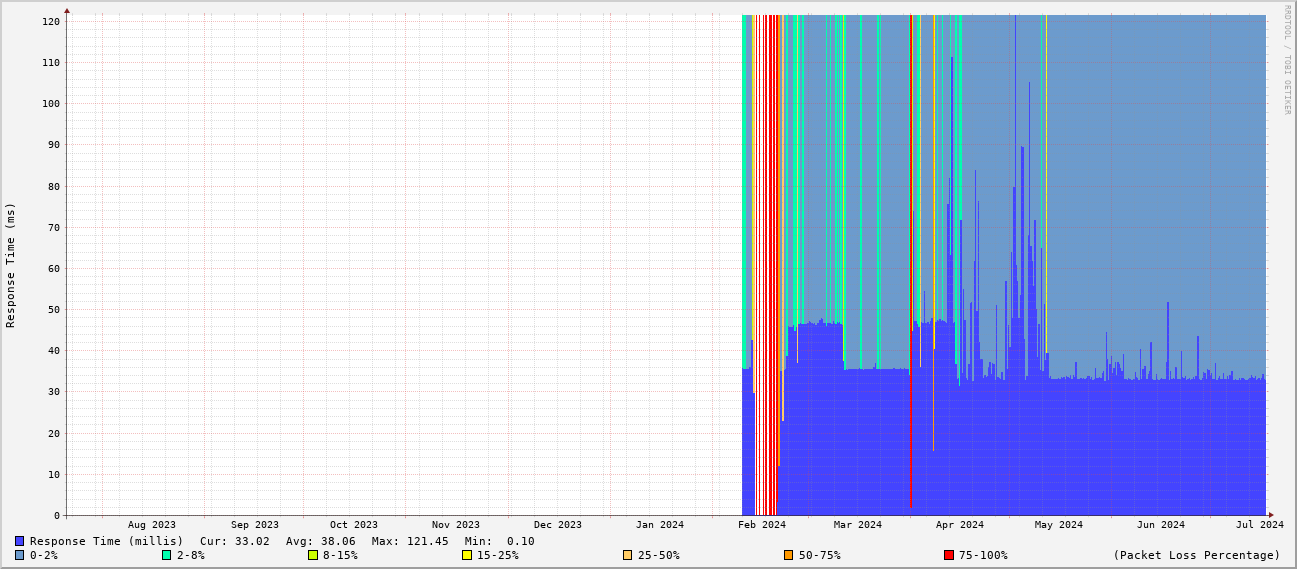 RRDTOOL / TOBI OETIKER
Response Time (ms)
120
110
100
90
80
70
60
50
40
30
20
10
0
Aug 2023 Sep 2023 Oct 2023 Nov 2023 Dec 2023 Jan 2024 Feb 2024 Mar 2024 Apr 2024 May 2024 Jun 2024 Jul 2024
Response Time (millis) Cur: 33.02 Avg: 38.06 Max: 121.45 Min: 0.10
0-2% 2-8% 8-15% 15-25% 25-50% 50-75% 75-100% (Packet Loss Percentage)